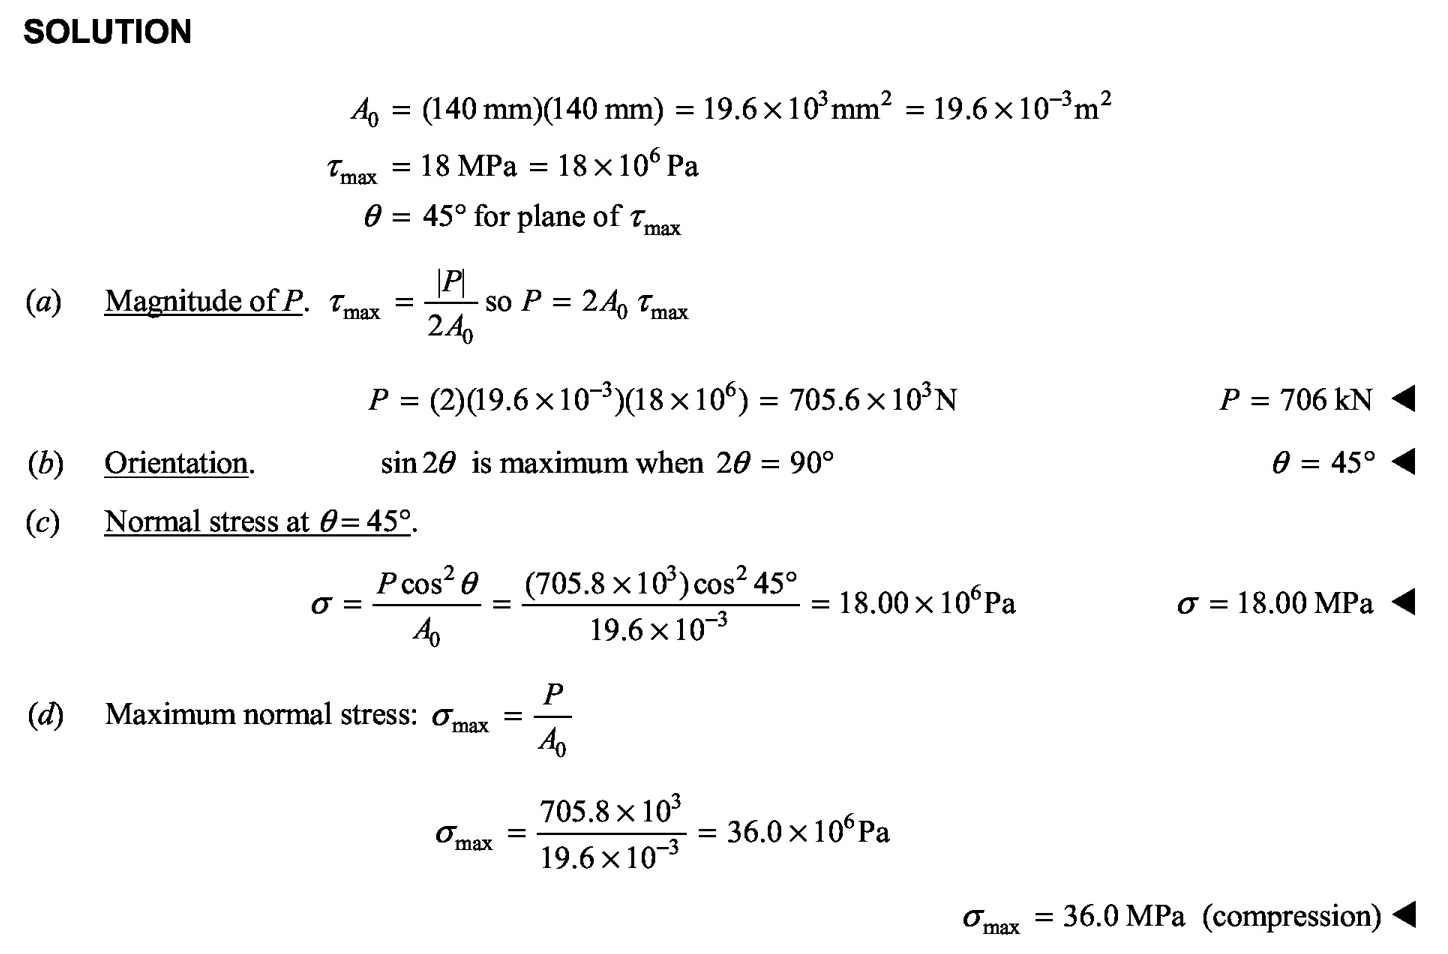 SOLUTION
A₀ = (140 mm)(140 mm) = 19.6 × 10³ mm² = 19.6 × 10⁻³ m²
τmax = 18 MPa = 18 × 10⁶ Pa
θ = 45° for plane of τmax
(a) Magnitude of P. τmax = |P| / 2A₀ so P = 2A₀ τmax
P = (2)(19.6 × 10⁻³)(18 × 10⁶) = 705.6 × 10³ N P = 706 kN ◄
(b) Orientation. sin 2θ is maximum when 2θ = 90° θ = 45° ◄
(c) Normal stress at θ = 45°.
σ = P cos² θ / A₀ = (705.8 × 10³) cos² 45° / 19.6 × 10⁻³ = 18.00 × 10⁶ Pa σ = 18.00 MPa ◄
(d) Maximum normal stress: σmax = P / A₀
σmax = 705.8 × 10³ / 19.6 × 10⁻³ = 36.0 × 10⁶ Pa
σmax = 36.0 MPa (compression) ◄